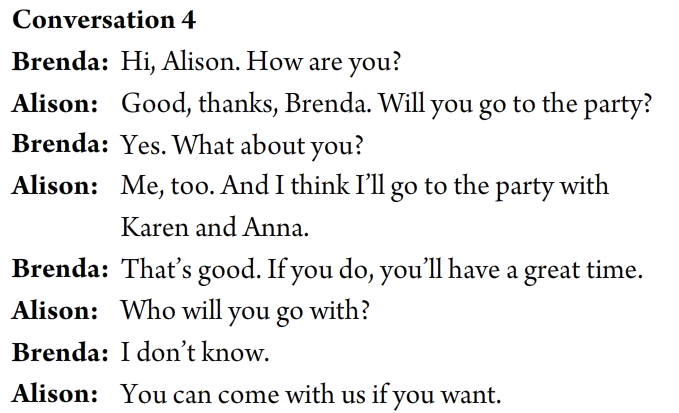 Conversation 4
Brenda: Hi, Alison. How are you?
Alison: Good, thanks, Brenda. Will you go to the party?
Brenda: Yes. What about you?
Alison: Me, too. And I think I'll go to the party with
Karen and Anna.
Brenda: That's good. If you do, you'll have a great time.
Alison: Who will you go with?
Brenda: I don't know.
Alison: You can come with us if you want.